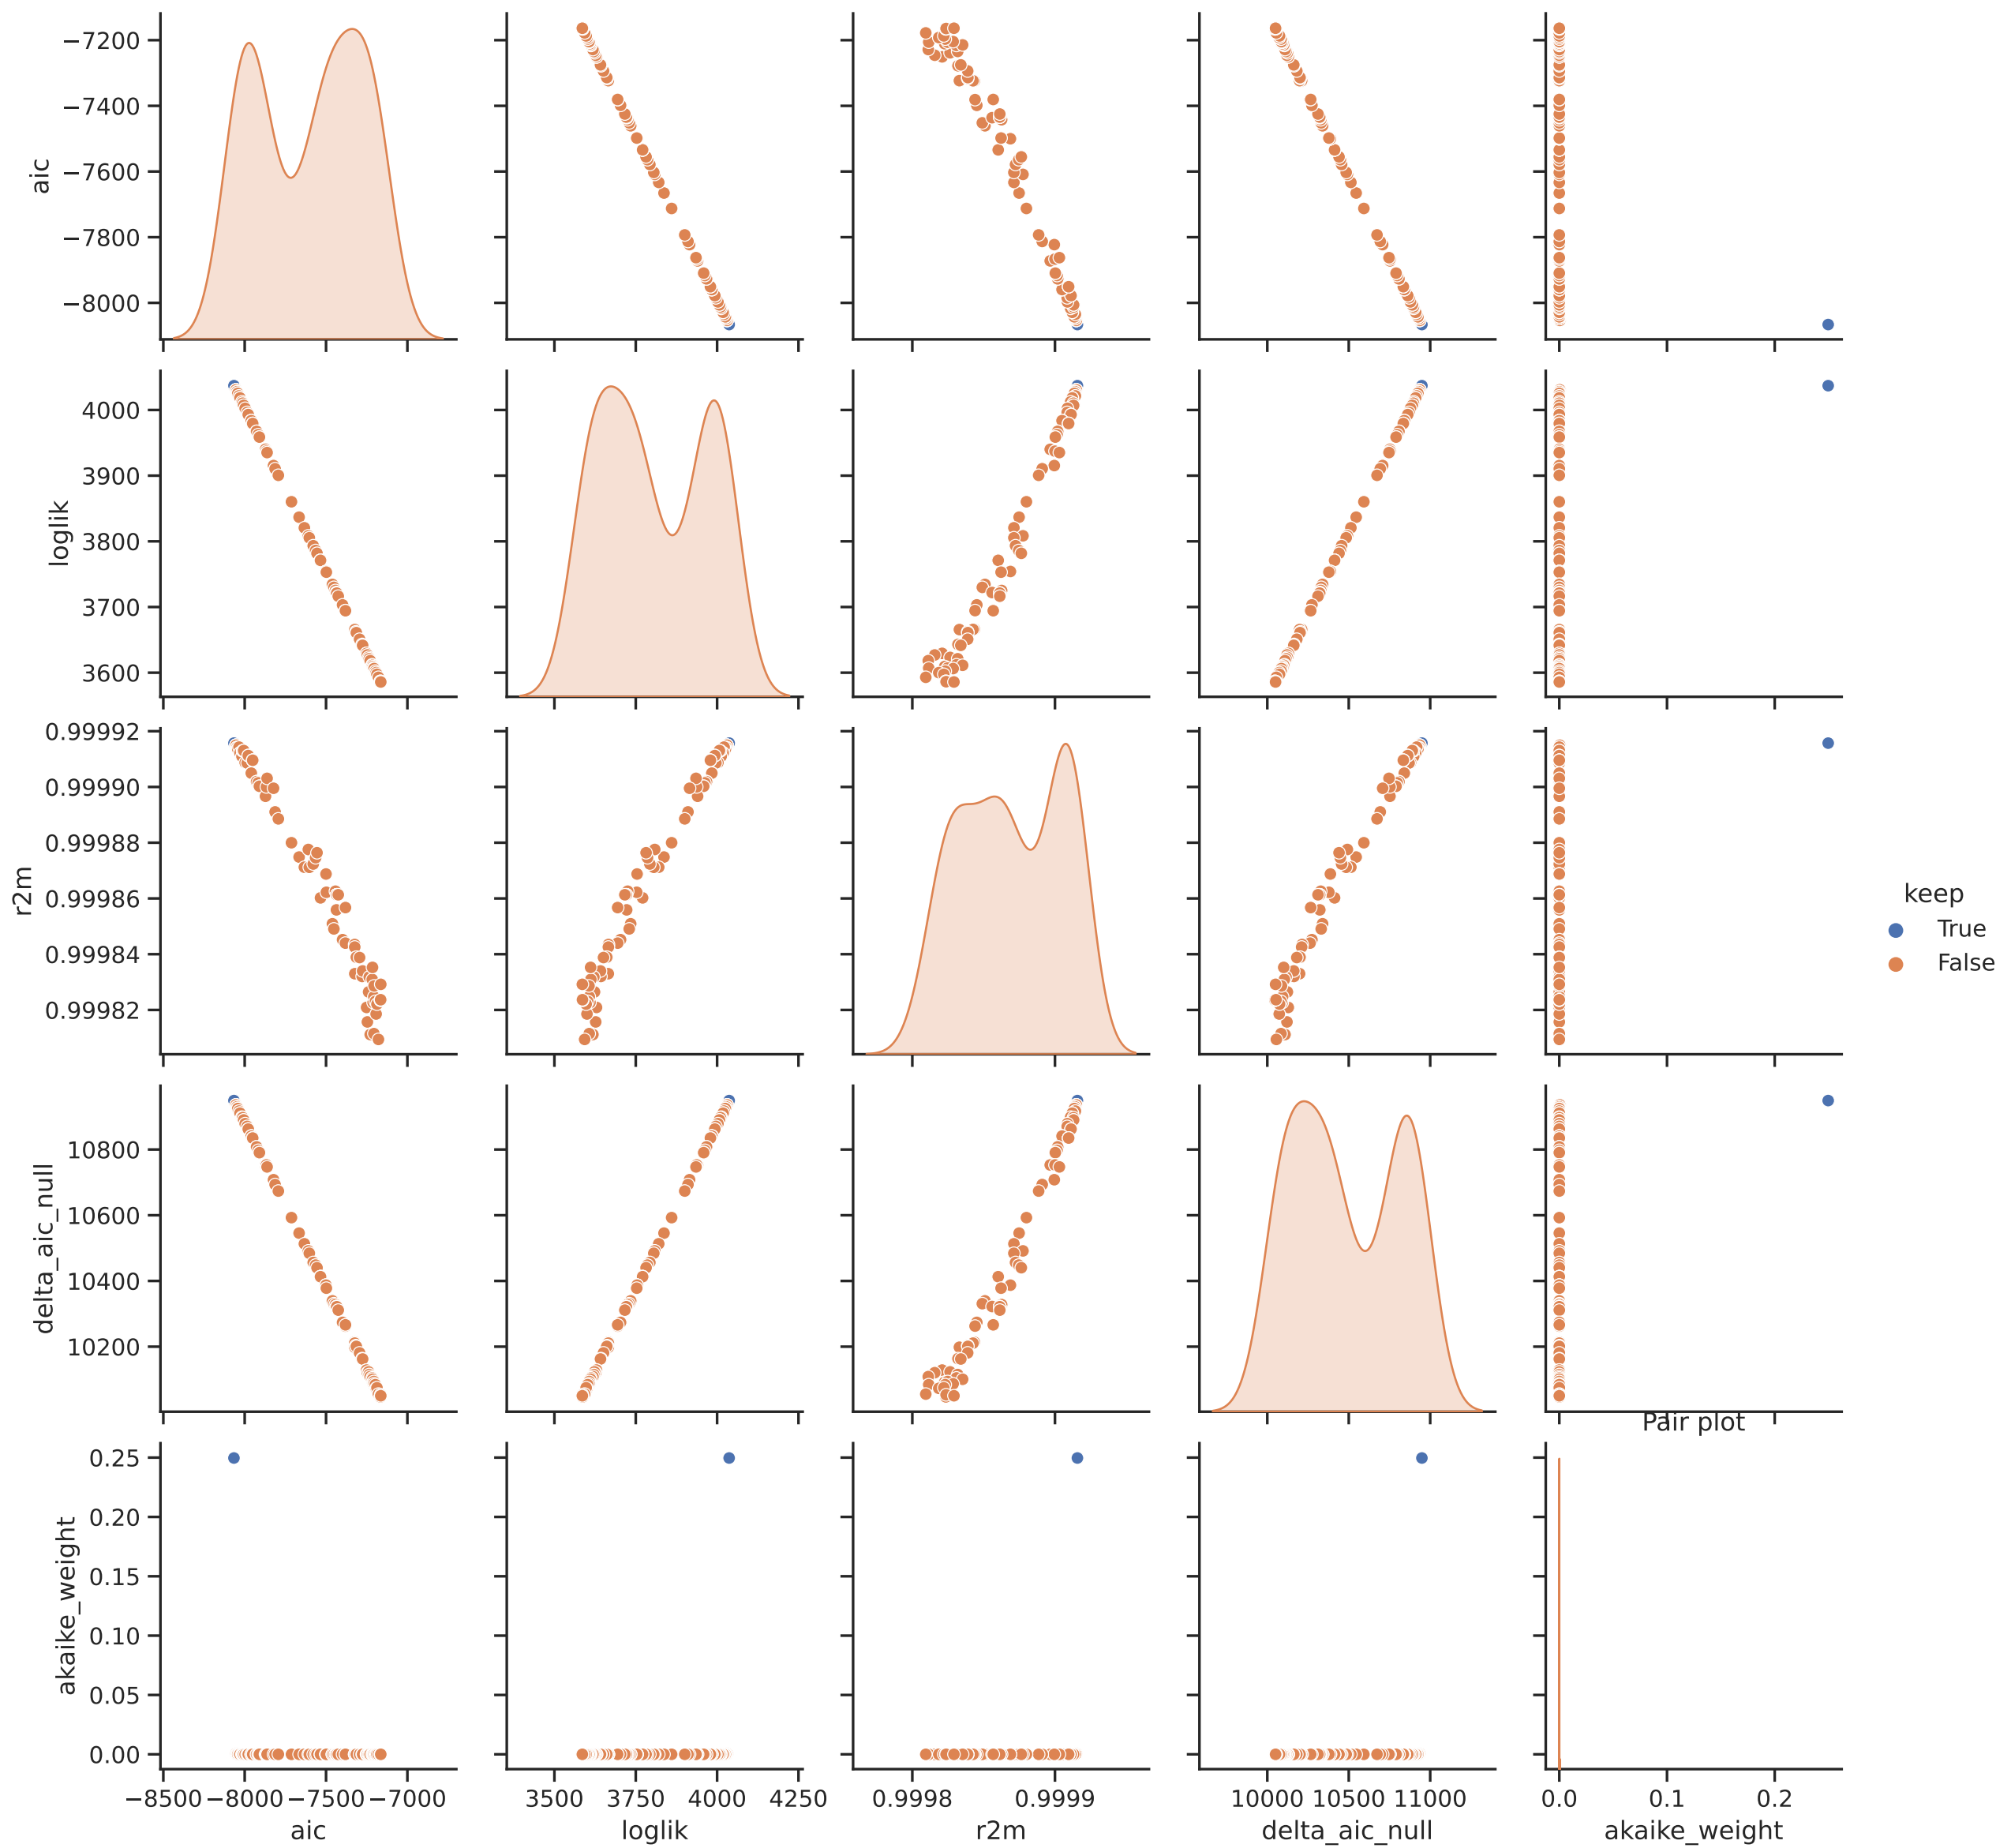 −7200
−7400
−7600
−7800
−8000
aic
4000
3900
3800
3700
3600
loglik
0.99992
0.99990
0.99988
0.99986
0.99984
0.99982
r2m
keep
True
False
10800
10600
10400
10200
delta_aic_null
Pair plot
0.25
0.20
0.15
0.10
0.05
0.00
akaike_weight
−8500 −8000 −7500 −7000
aic
3500 3750 4000 4250
loglik
0.9998 0.9999
r2m
10000 10500 11000
delta_aic_null
0.0 0.1 0.2
akaike_weight